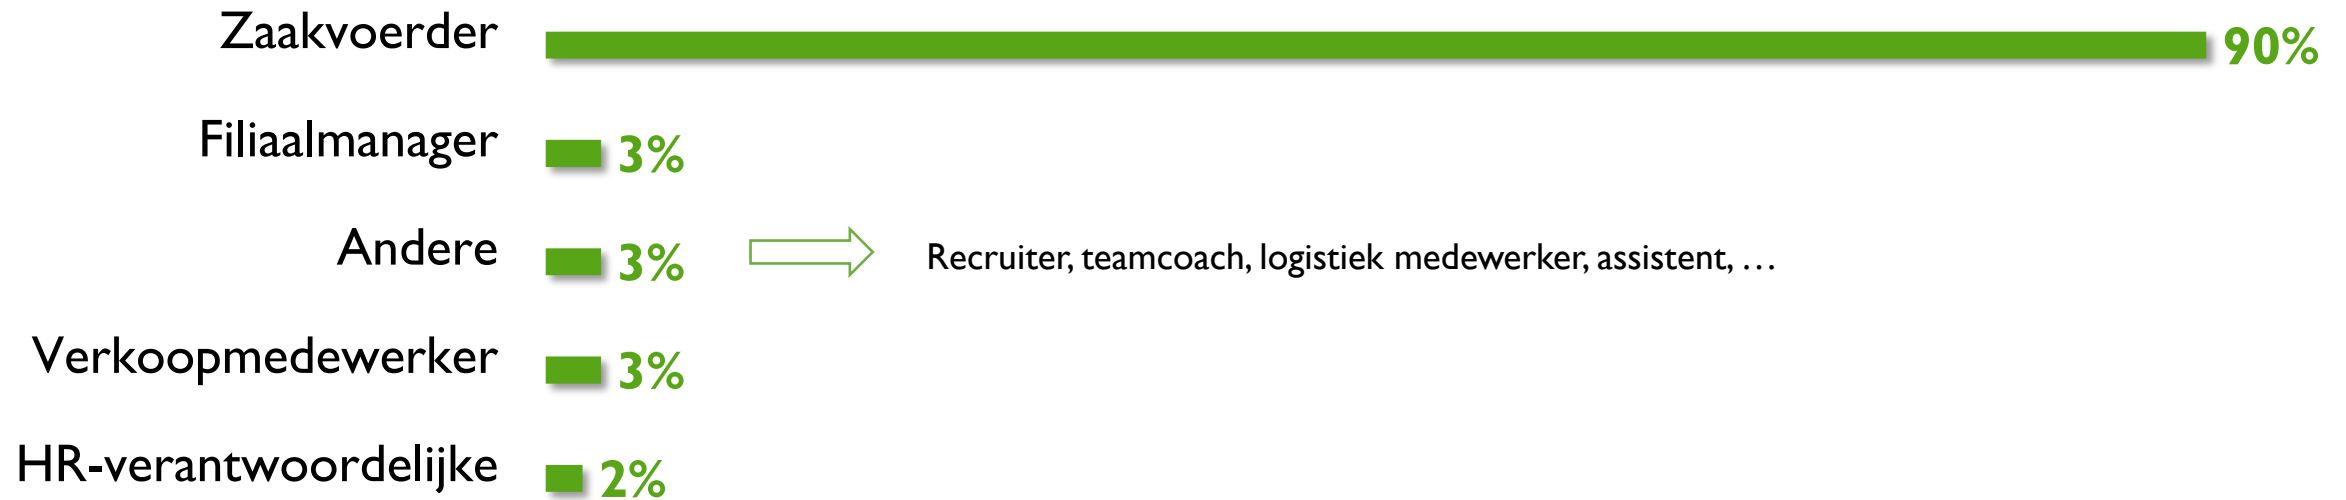 Zaakvoerder 90%
Filiaalmanager 3%
Andere 3% Recruiter, teamcoach, logistiek medewerker, assistent, …
Verkoopmedewerker 3%
HR-verantwoordelijke 2%